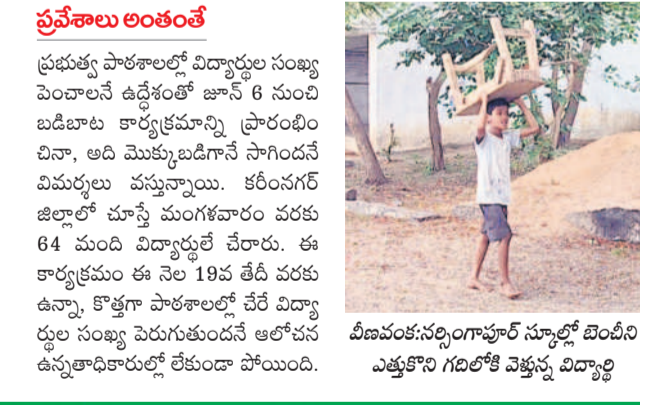 ప్రవేశాలు అంతంతే
ప్రభుత్వ పాఠశాలల్లో విద్యార్థుల సంఖ్య
పెంచాలనే ఉద్దేశంతో జూన్ 6 నుంచి
బడిబాట కార్యక్రమాన్ని ప్రారంభిం
చినా, అది మొక్కుబడిగానే సాగిందనే
విమర్శలు వస్తున్నాయి. కరీంనగర్
జిల్లాలో చూస్తే మంగళవారం వరకు
64 మంది విద్యార్థులే చేరారు. ఈ
కార్యక్రమం ఈ నెల 19వ తేదీ వరకు
ఉన్నా, కొత్తగా పాఠశాలల్లో చేరే విద్యా
ర్థుల సంఖ్య పెరుగుతుందనే ఆలోచన
ఉన్నతాధికారుల్లో లేకుండా పోయింది.
వీణవంక:నర్సింగాపూర్ స్కూల్లో బెంచీని
ఎత్తుకొని గదిలోకి వెళ్తున్న విద్యార్థి